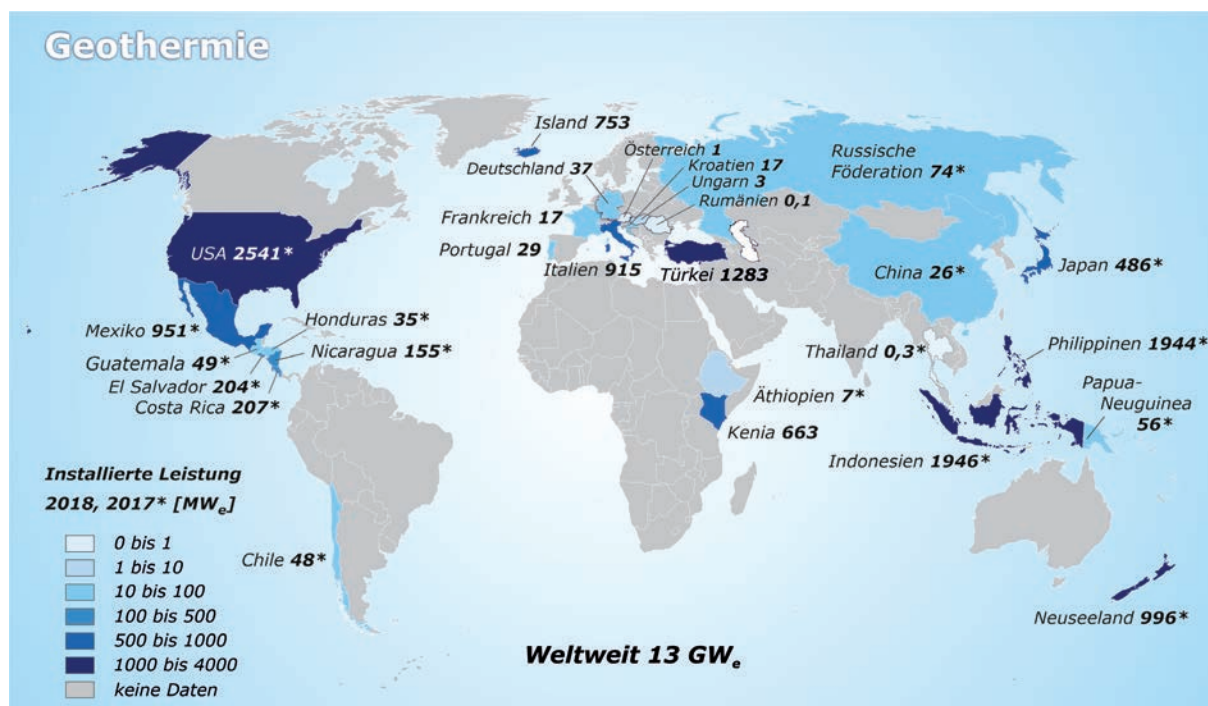 Geothermie
Island 753
Österreich 1
Kroatien 17
Deutschland 37
Ungarn 3
Rumänien 0,1
Russische
Föderation 74*
Frankreich 17
USA 2541*
Portugal 29
Italien 915
Türkei 1283
China 26*
Japan 486*
Mexiko 951*
Honduras 35*
Guatemala 49*
Nicaragua 155*
El Salvador 204*
Costa Rica 207*
Thailand 0,3*
Philippinen 1944*
Äthiopien 7*
Papua-
Neuguinea
56*
Kenia 663
Indonesien 1946*
Installierte Leistung
2018, 2017* [MWe]
0 bis 1
1 bis 10
10 bis 100
100 bis 500
500 bis 1000
1000 bis 4000
keine Daten
Chile 48*
Neuseeland 996*
Weltweit 13 GWe